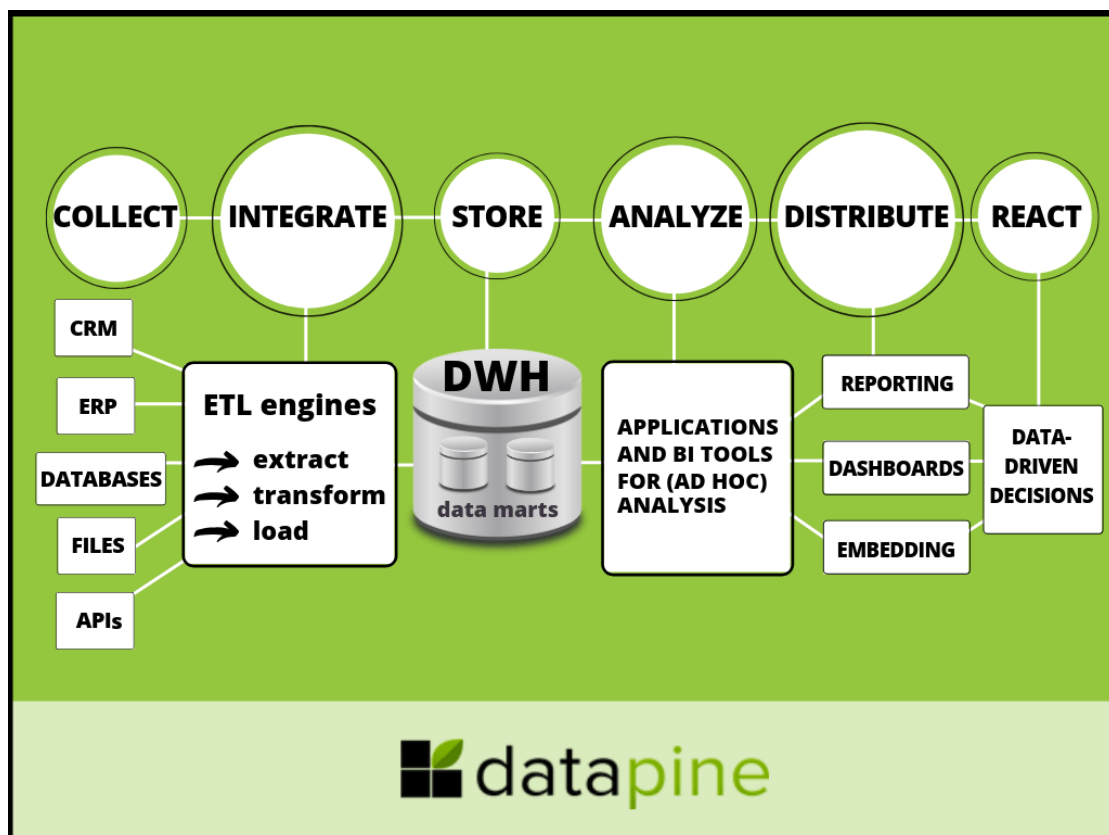 COLLECT
INTEGRATE
STORE
ANALYZE
DISTRIBUTE
REACT
CRM
ERP
DATABASES
FILES
APIs
ETL engines
extract
transform
load
DWH
data marts
APPLICATIONS
AND BI TOOLS
FOR (AD HOC)
ANALYSIS
REPORTING
DASHBOARDS
EMBEDDING
DATA-
DRIVEN
DECISIONS
datapine